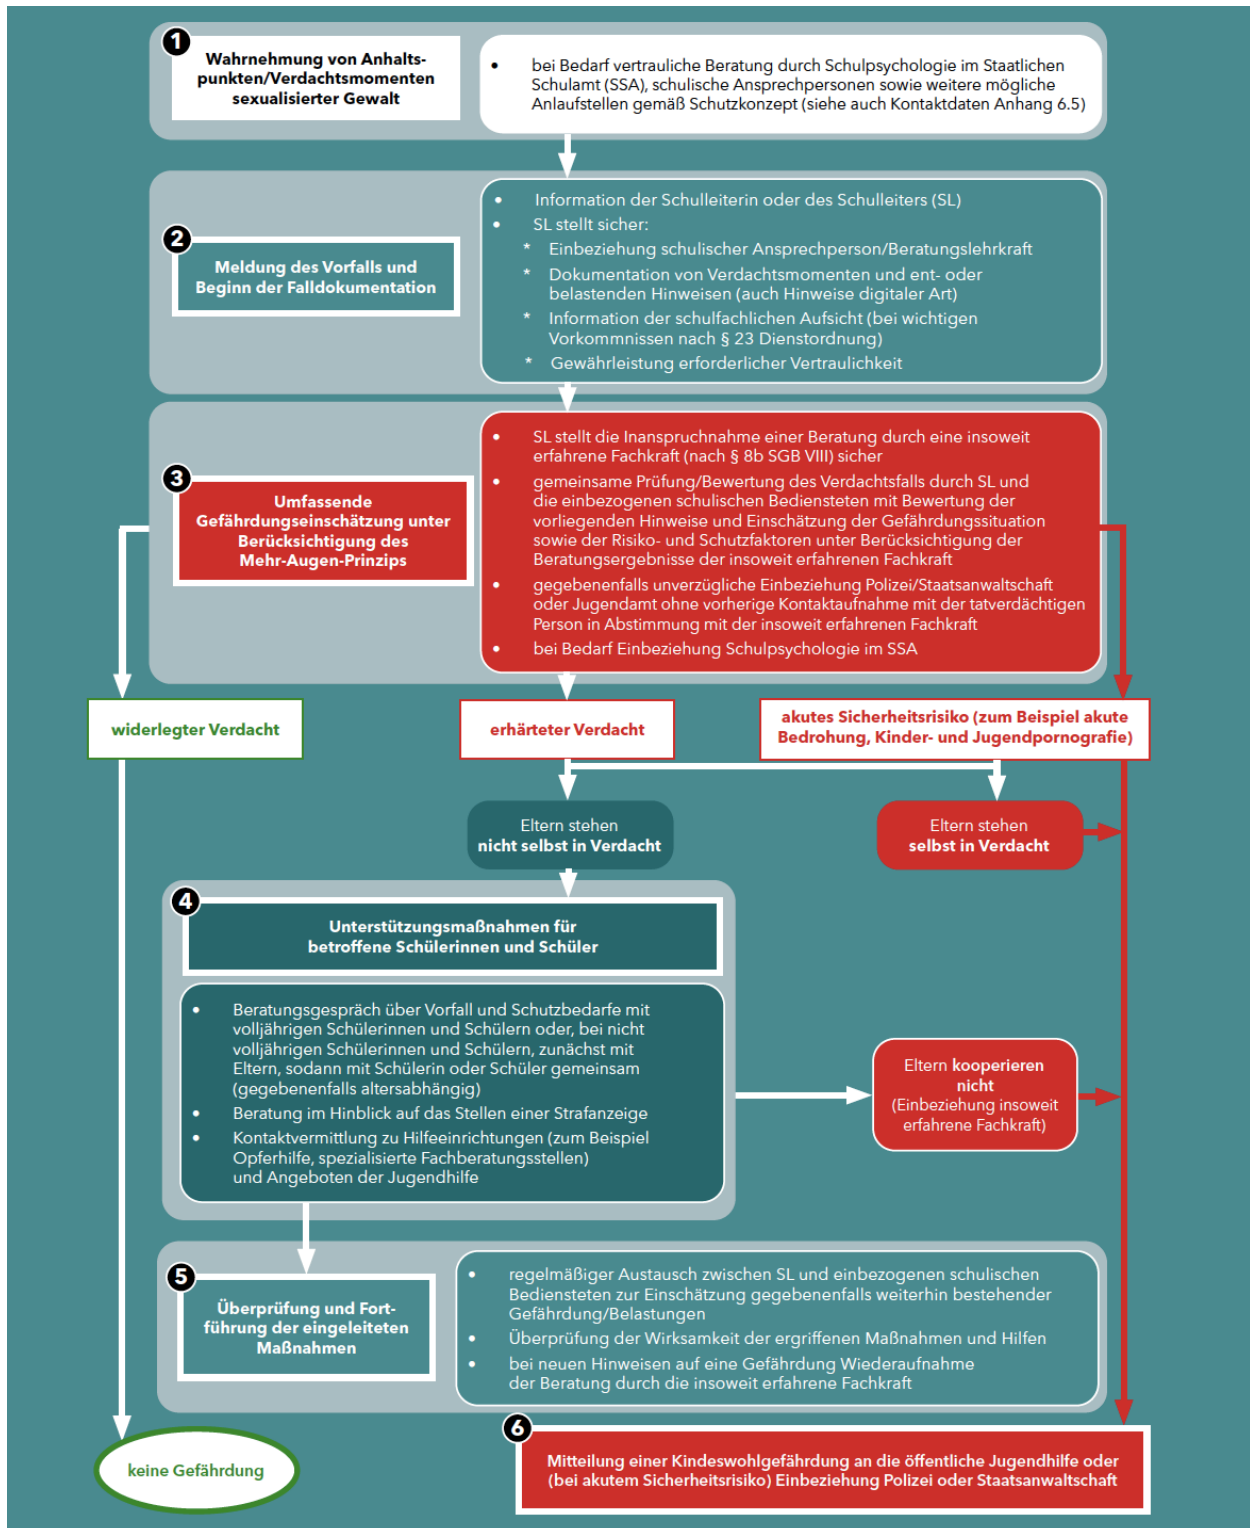 1
Wahrnehmung von Anhalts-
punkten/Verdachtsmomenten
sexualisierter Gewalt
• bei Bedarf vertrauliche Beratung durch Schulpsychologie im Staatlichen
Schulamt (SSA), schulische Ansprechpersonen sowie weitere mögliche
Anlaufstellen gemäß Schutzkonzept (siehe auch Kontaktdaten Anhang 6.5)
2
Meldung des Vorfalls und
Beginn der Falldokumentation
• Information der Schulleiterin oder des Schulleiters (SL)
• SL stellt sicher:
* Einbeziehung schulischer Ansprechperson/Beratungslehrkraft
* Dokumentation von Verdachtsmomenten und ent- oder
belastenden Hinweisen (auch Hinweise digitaler Art)
* Information der schulfachlichen Aufsicht (bei wichtigen
Vorkommnissen nach § 23 Dienstordnung)
* Gewährleistung erforderlicher Vertraulichkeit
3
Umfassende
Gefährdungseinschätzung unter
Berücksichtigung des
Mehr-Augen-Prinzips
• SL stellt die Inanspruchnahme einer Beratung durch eine insoweit
erfahrene Fachkraft (nach § 8b SGB VIII) sicher
• gemeinsame Prüfung/Bewertung des Verdachtsfalls durch SL und
die einbezogenen schulischen Bediensteten mit Bewertung der
vorliegenden Hinweise und Einschätzung der Gefährdungssituation
sowie der Risiko- und Schutzfaktoren unter Berücksichtigung der
Beratungsergebnisse der insoweit erfahrenen Fachkraft
• gegebenenfalls unverzügliche Einbeziehung Polizei/Staatsanwaltschaft
oder Jugendamt ohne vorherige Kontaktaufnahme mit der tatverdächtigen
Person in Abstimmung mit der insoweit erfahrenen Fachkraft
• bei Bedarf Einbeziehung Schulpsychologie im SSA
widerlegter Verdacht
erhärteter Verdacht
akutes Sicherheitsrisiko (zum Beispiel akute
Bedrohung, Kinder- und Jugendpornografie)
Eltern stehen
nicht selbst in Verdacht
Eltern stehen
selbst in Verdacht
4
Unterstützungsmaßnahmen für
betroffene Schülerinnen und Schüler
• Beratungsgespräch über Vorfall und Schutzbedarfe mit
volljährigen Schülerinnen und Schülern oder, bei nicht
volljährigen Schülerinnen und Schülern, zunächst mit
Eltern, sodann mit Schülerin oder Schüler gemeinsam
(gegebenenfalls altersabhängig)
• Beratung im Hinblick auf das Stellen einer Strafanzeige
• Kontaktvermittlung zu Hilfeeinrichtungen (zum Beispiel
Opferhilfe, spezialisierte Fachberatungsstellen)
und Angeboten der Jugendhilfe
Eltern kooperieren
nicht
(Einbeziehung insoweit
erfahrene Fachkraft)
5
Überprüfung und Fort-
führung der eingeleiteten
Maßnahmen
• regelmäßiger Austausch zwischen SL und einbezogenen schulischen
Bediensteten zur Einschätzung gegebenenfalls weiterhin bestehender
Gefährdung/Belastungen
• Überprüfung der Wirksamkeit der ergriffenen Maßnahmen und Hilfen
• bei neuen Hinweisen auf eine Gefährdung Wiederaufnahme
der Beratung durch die insoweit erfahrene Fachkraft
keine Gefährdung
6
Mitteilung einer Kindeswohlgefährdung an die öffentliche Jugendhilfe oder
(bei akutem Sicherheitsrisiko) Einbeziehung Polizei oder Staatsanwaltschaft